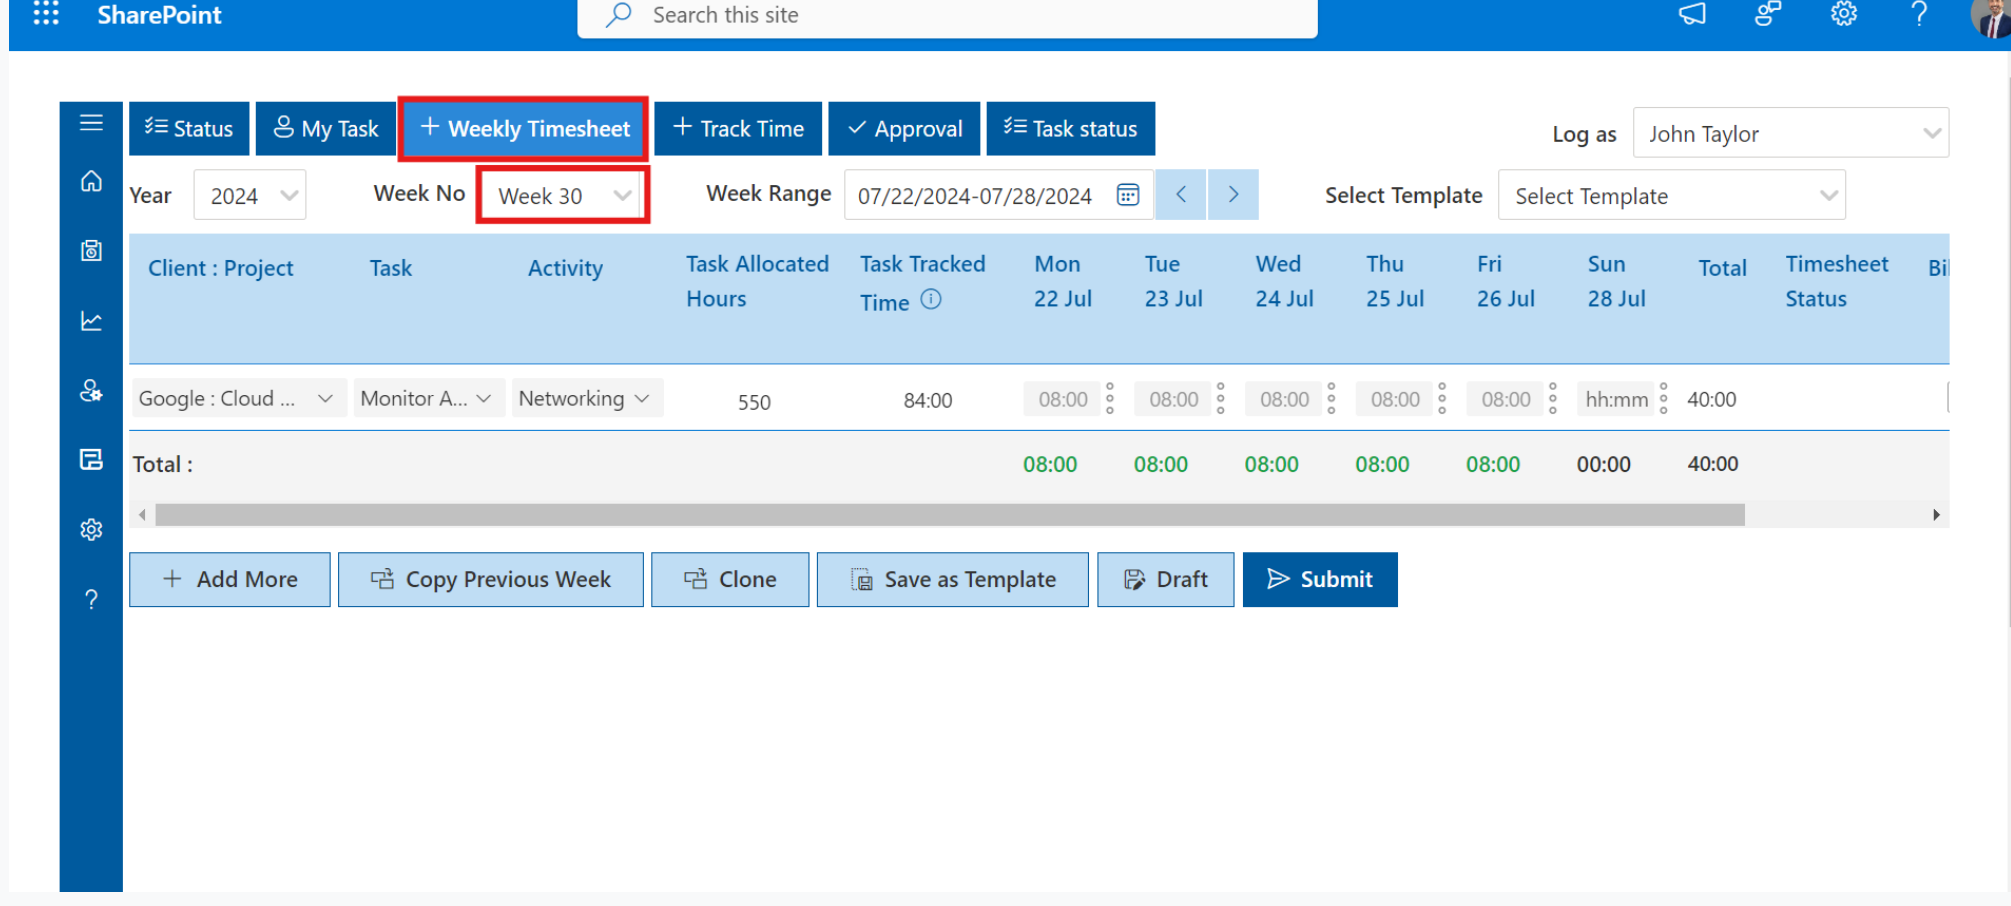 SharePoint
Search this site
Status
My Task
Weekly Timesheet
Track Time
Approval
Task status
Log as
John Taylor
Year
2024
Week No
Week 30
Week Range
07/22/2024-07/28/2024
Select Template
Select Template
Client : Project
Task
Activity
Task Allocated
Hours
Task Tracked
Time
Mon
22 Jul
Tue
23 Jul
Wed
24 Jul
Thu
25 Jul
Fri
26 Jul
Sun
28 Jul
Total
Timesheet
Status
Bil
Google : Cloud ...
Monitor A...
Networking
550
84:00
08:00
08:00
08:00
08:00
08:00
hh:mm
40:00
Total :
08:00
08:00
08:00
08:00
08:00
00:00
40:00
Add More
Copy Previous Week
Clone
Save as Template
Draft
Submit